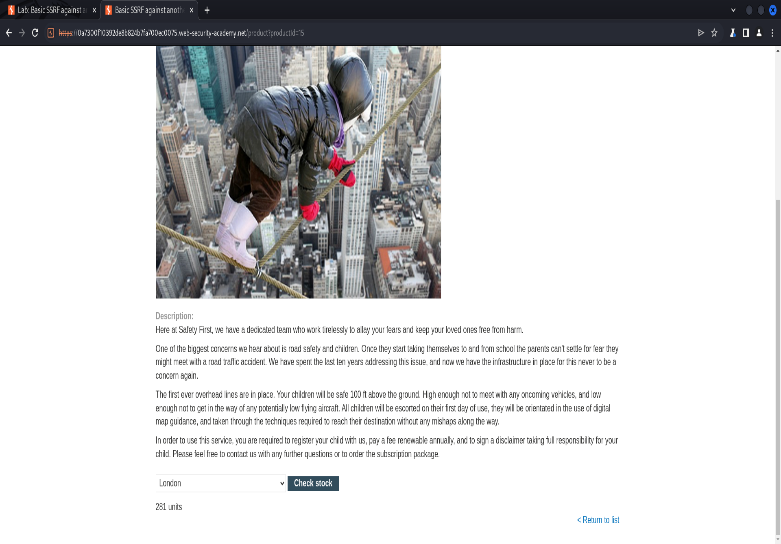 Lab: Basic SSRF against a
Basic SSRF against anoth
https://0a7300f10392de8b824b7fa700ec0075.web-security-academy.net/product?productId=15
Description:
Here at Safety First, we have a dedicated team who work tirelessly to allay your fears and keep your loved ones free from harm.
One of the biggest concerns we hear about is road safety and children. Once they start taking themselves to and from school the parents can't settle for fear they
might meet with a road traffic accident. We have spent the last ten years addressing this issue, and now we have the infrastructure in place for this never to be a
concern again.
The first ever overhead lines are in place. Your children will be safe 100 ft above the ground. High enough not to meet with any oncoming vehicles, and low
enough not to get in the way of any potentially low flying aircraft. All children will be escorted on their first day of use, they will be orientated in the use of digital
map guidance, and taken through the techniques required to reach their destination without any mishaps along the way.
In order to use this service, you are required to register your child with us, pay a fee renewable annually, and to sign a disclaimer taking full responsibility for your
child. Please feel free to contact us with any further questions or to order the subscription package.
London
Check stock
281 units
< Return to list